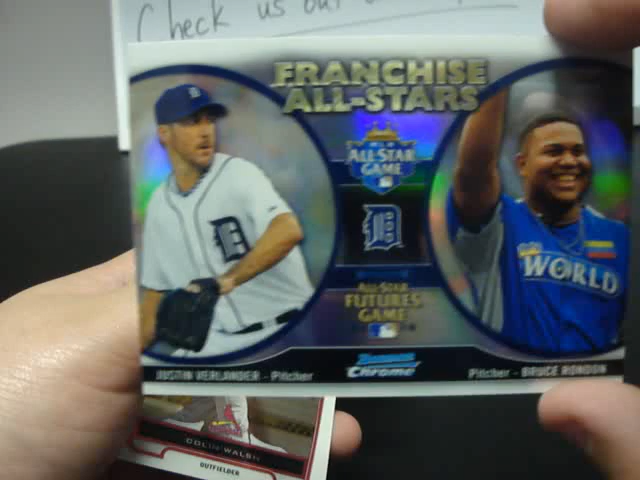 Check us out
FRANCHISE
ALL-STARS
ALL-STAR
GAME
D
D
WORLD
ALL-STAR
FUTURES
GAME
Bowman
Chrome
JUSTIN VERLANDER - Pitcher
Pitcher - BRUCE RONDON
COLIN WALSH
OUTFIELDER